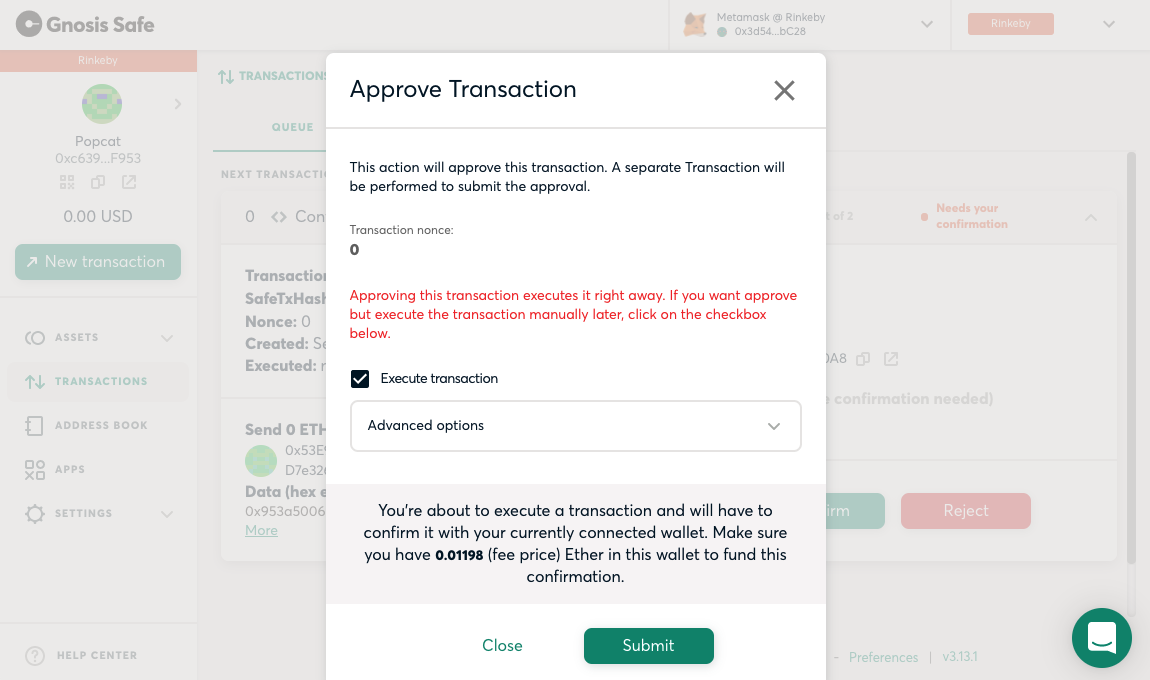 Gnosis Safe
Metamask @ Rinkeby
0x3d54...bC28
Rinkeby
Rinkeby
Popcat
0xc639...F953
0.00 USD
New transaction
ASSETS
TRANSACTIONS
ADDRESS BOOK
APPS
SETTINGS
HELP CENTER
TRANSACTIONS
QUEUE
NEXT TRANSACTIO
0 Con
t of 2
Needs your
confirmation
Transaction
SafeTxHash
Nonce: 0
Created: Se
Executed: n
0A8
e confirmation needed)
Send 0 ETH
0x53E9
D7e326
Data (hex e
0x953a5006
More
irm
Reject
Approve Transaction
This action will approve this transaction. A separate Transaction will
be performed to submit the approval.
Transaction nonce:
0
Approving this transaction executes it right away. If you want approve
but execute the transaction manually later, click on the checkbox
below.
Execute transaction
Advanced options
You're about to execute a transaction and will have to
confirm it with your currently connected wallet. Make sure
you have 0.01198 (fee price) Ether in this wallet to fund this
confirmation.
Close
Submit
- Preferences | v3.13.1